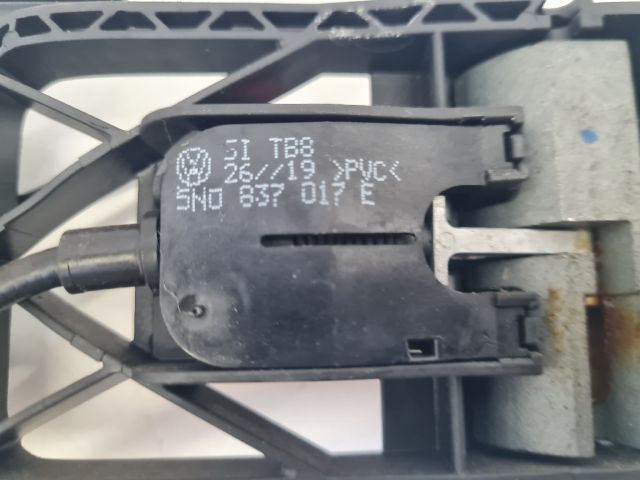 SI TB8
26//19 >PVC<
5N0 837 017 E